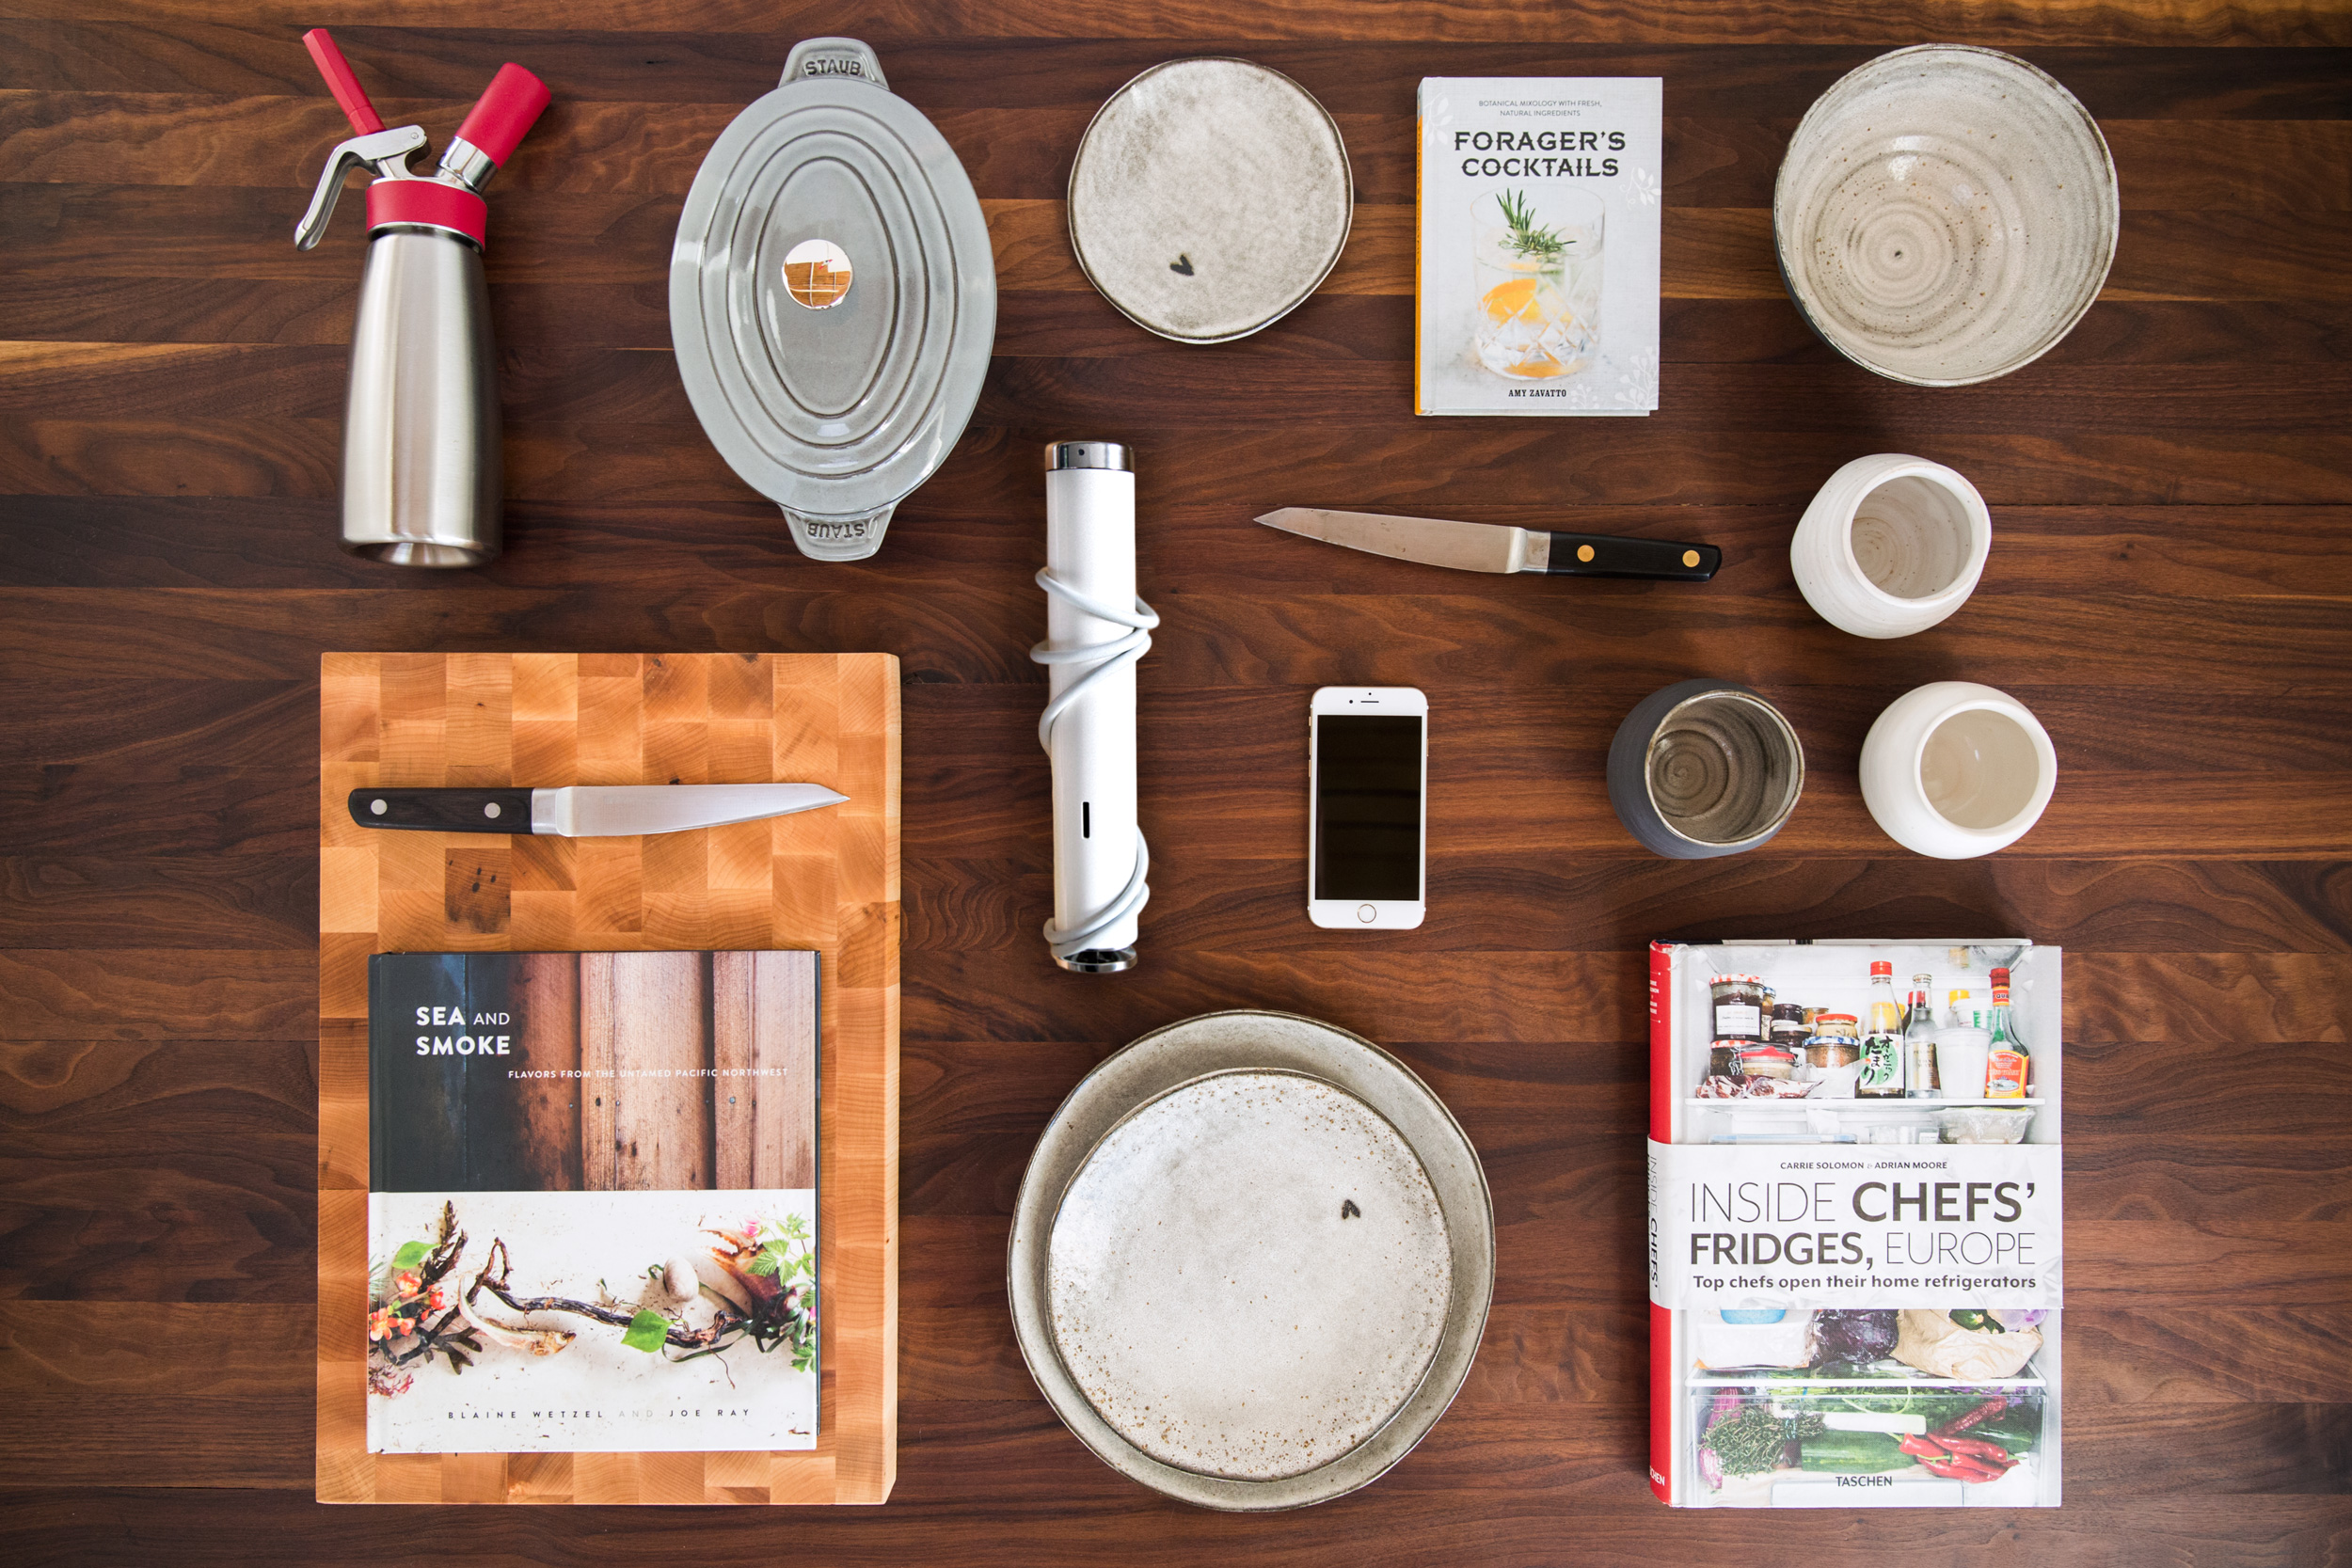 STAUB
STAUB
BOTANICAL MIXOLOGY WITH FRESH,
NATURAL INGREDIENTS
FORAGER'S
COCKTAILS
AMY ZAVATTO
SEA AND
SMOKE
FLAVORS FROM THE UNTAMED PACIFIC NORTHWEST
BLAINE WETZEL AND JOE RAY
CARRIE SOLOMON & ADRIAN MOORE
INSIDE CHEFS'
FRIDGES, EUROPE
Top chefs open their home refrigerators
TASCHEN
INSIDE CHEFS'